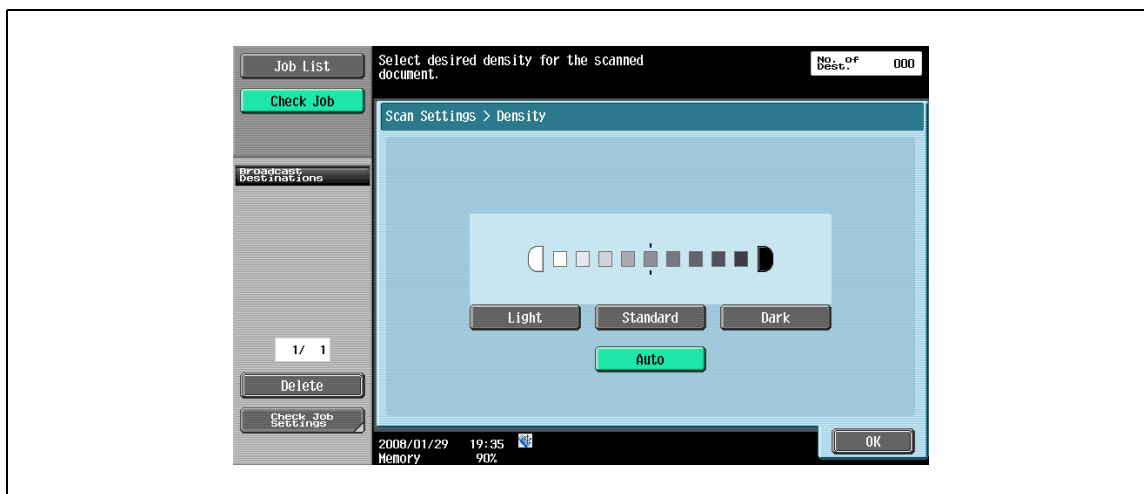 Job List
Select desired density for the scanned
document.
No. of
Dest.
000
Check Job
Scan Settings > Density
Broadcast
Destinations
Light
Standard
Dark
1/ 1
Auto
Delete
Check Job
Settings
2008/01/29 19:35
Memory 90%
OK